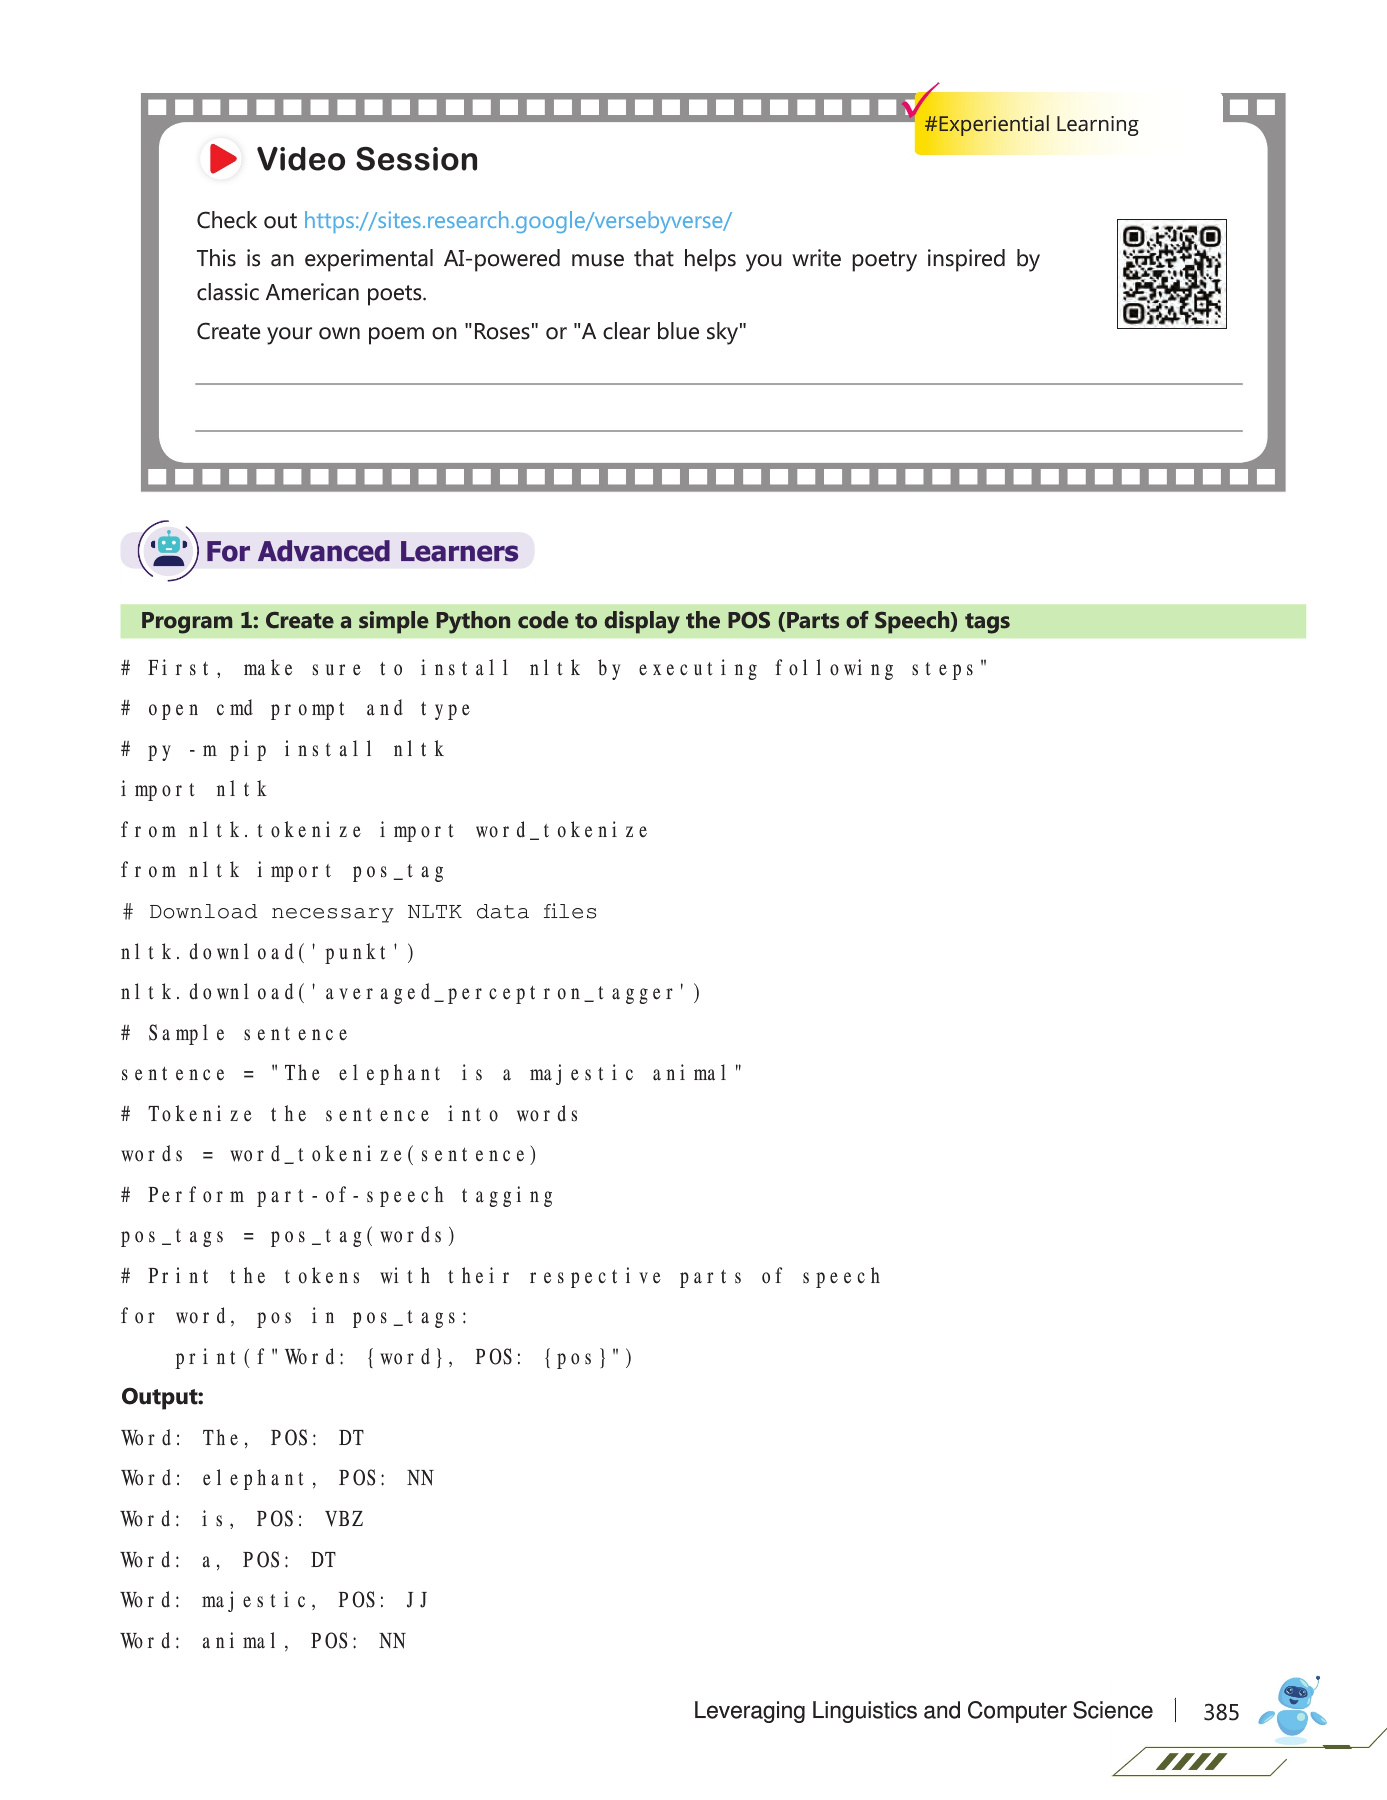 #Experiential Learning
Video Session
Check out https://sites.research.google/versebyverse/
This is an experimental AI-powered muse that helps you write poetry inspired by
classic American poets.
Create your own poem on "Roses" or "A clear blue sky"
For Advanced Learners
Program 1: Create a simple Python code to display the POS (Parts of Speech) tags
# First, make sure to install nltk by executing following steps"
# open cmd prompt and type
# py -m pip install nltk
import nltk
from nltk.tokenize import word_tokenize
from nltk import pos_tag
# Download necessary NLTK data files
nltk.download('punkt')
nltk.download('averaged_perceptron_tagger')
# Sample sentence
sentence = "The elephant is a majestic animal"
# Tokenize the sentence into words
words = word_tokenize(sentence)
# Perform part-of-speech tagging
pos_tags = pos_tag(words)
# Print the tokens with their respective parts of speech
for word, pos in pos_tags:
    print(f"Word: {word}, POS: {pos}")
Output:
Word: The, POS: DT
Word: elephant, POS: NN
Word: is, POS: VBZ
Word: a, POS: DT
Word: majestic, POS: JJ
Word: animal, POS: NN
Leveraging Linguistics and Computer Science 385